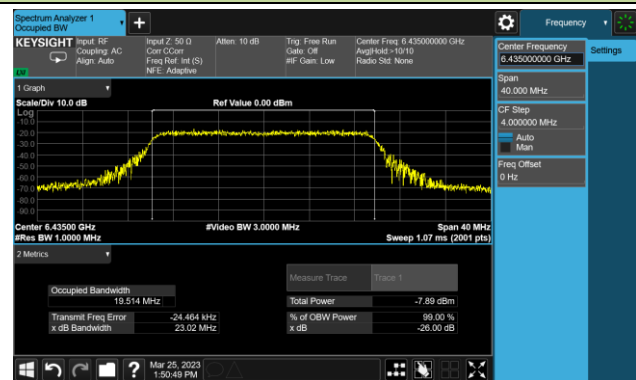 Spectrum Analyzer 1
Occupied BW
Frequency
KEYSIGHT
Input: RF
Coupling: AC
Align: Auto
Input Z: 50 Ω
Corr CCorr
Freq Ref: Int (S)
NFE: Adaptive
Atten: 10 dB
Trig: Free Run
Gate: Off
#IF Gain: Low
Center Freq: 6.435000000 GHz
Avg|Hold:>10/10
Radio Std: None
Center Frequency
6.435000000 GHz
Settings
Span
40.000 MHz
CF Step
4.000000 MHz
Auto
Man
Freq Offset
0 Hz
1 Graph
Scale/Div 10.0 dB
Ref Value 0.00 dBm
Log
-10.0
-20.0
-30.0
-40.0
-50.0
-60.0
-70.0
-80.0
-90.0
Center 6.43500 GHz
#Video BW 3.0000 MHz
Span 40 MHz
#Res BW 1.0000 MHz
Sweep 1.07 ms (2001 pts)
2 Metrics
Measure Trace
Trace 1
Occupied Bandwidth
19.514 MHz
Total Power
-7.89 dBm
Transmit Freq Error
-24.464 kHz
% of OBW Power
99.00 %
x dB Bandwidth
23.02 MHz
x dB
-26.00 dB
Mar 25, 2023
1:50:49 PM